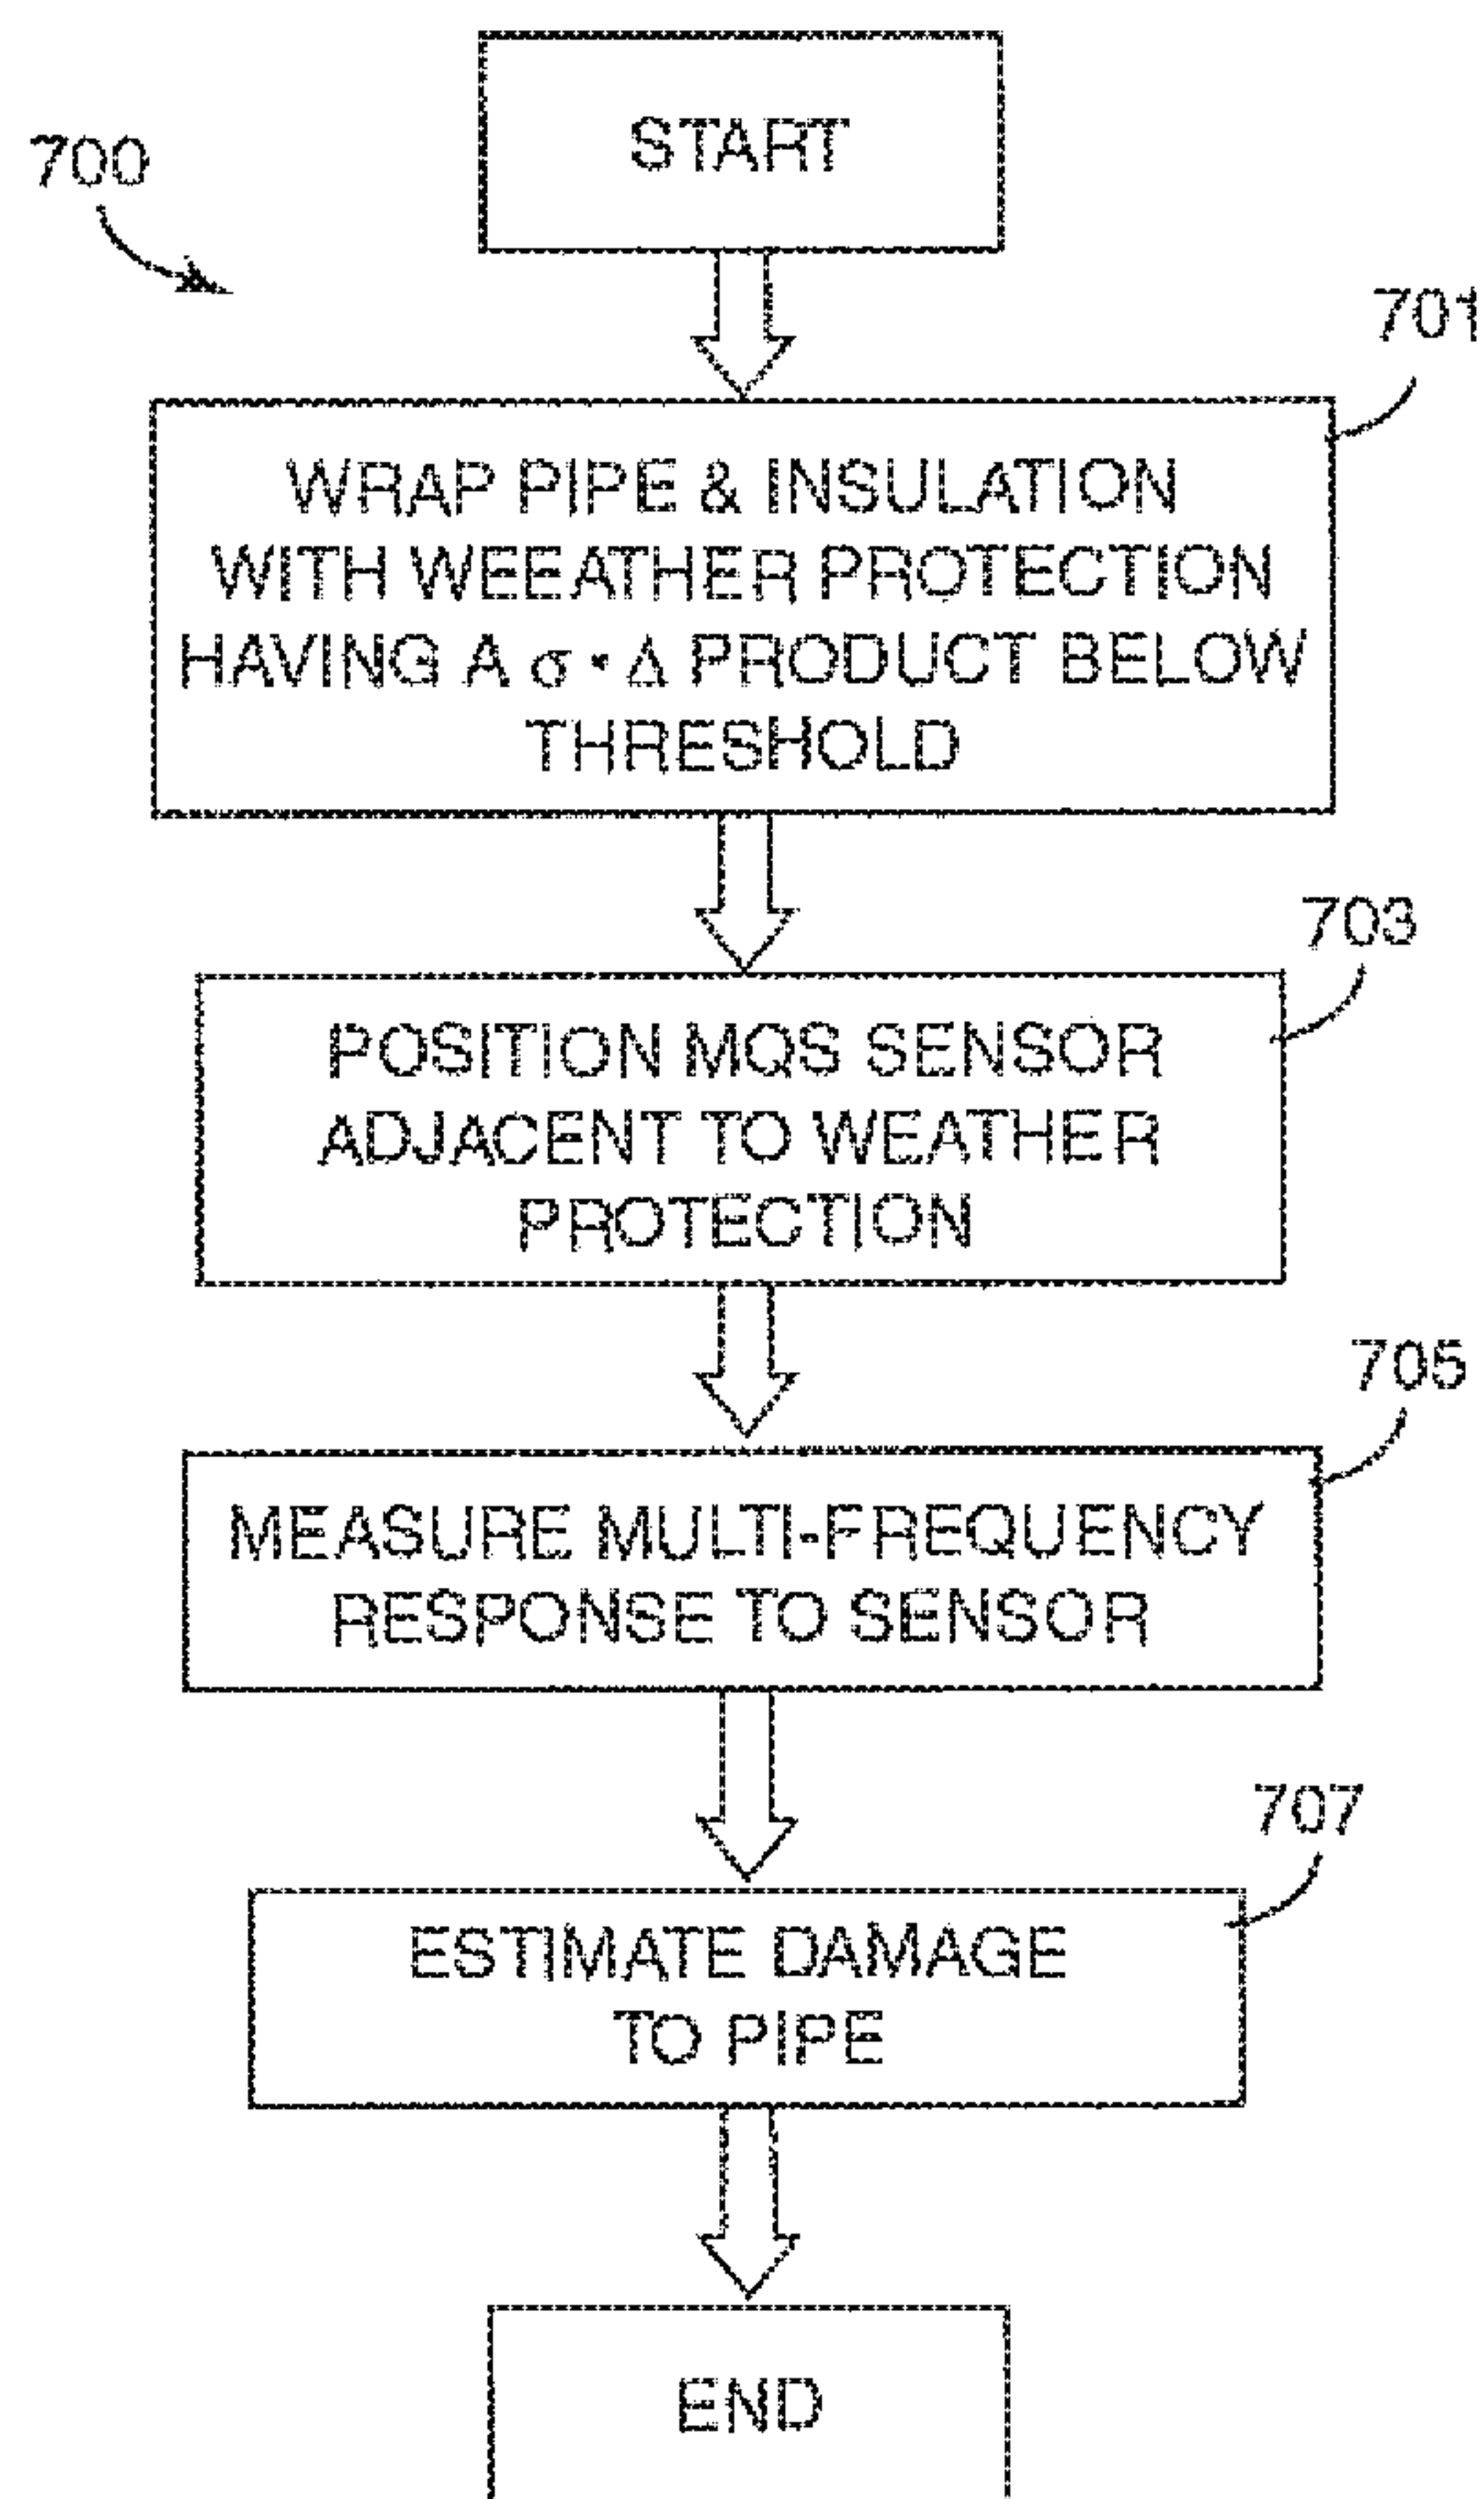 START
700
701
WRAP PIPE & INSULATION
WITH WEEATHER PROTECTION
HAVING A σ·Δ PRODUCT BELOW
THRESHOLD
703
POSITION MQS SENSOR
ADJACENT TO WEATHER
PROTECTION
705
MEASURE MULTI-FREQUENCY
RESPONSE TO SENSOR
707
ESTIMATE DAMAGE
TO PIPE
END